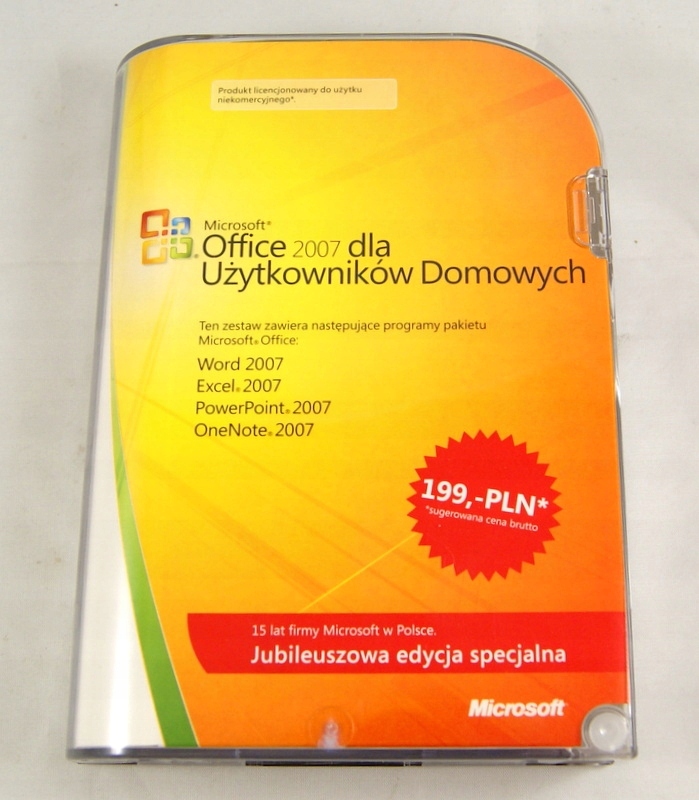 Produkt licencjonowany do użytku
niekomercyjnego*.
Microsoft®
Office 2007 dla
Użytkowników Domowych
Ten zestaw zawiera następujące programy pakietu
Microsoft® Office:
Word 2007
Excel® 2007
PowerPoint® 2007
OneNote® 2007
199,-PLN*
*sugerowana cena brutto
15 lat firmy Microsoft w Polsce.
Jubileuszowa edycja specjalna
Microsoft